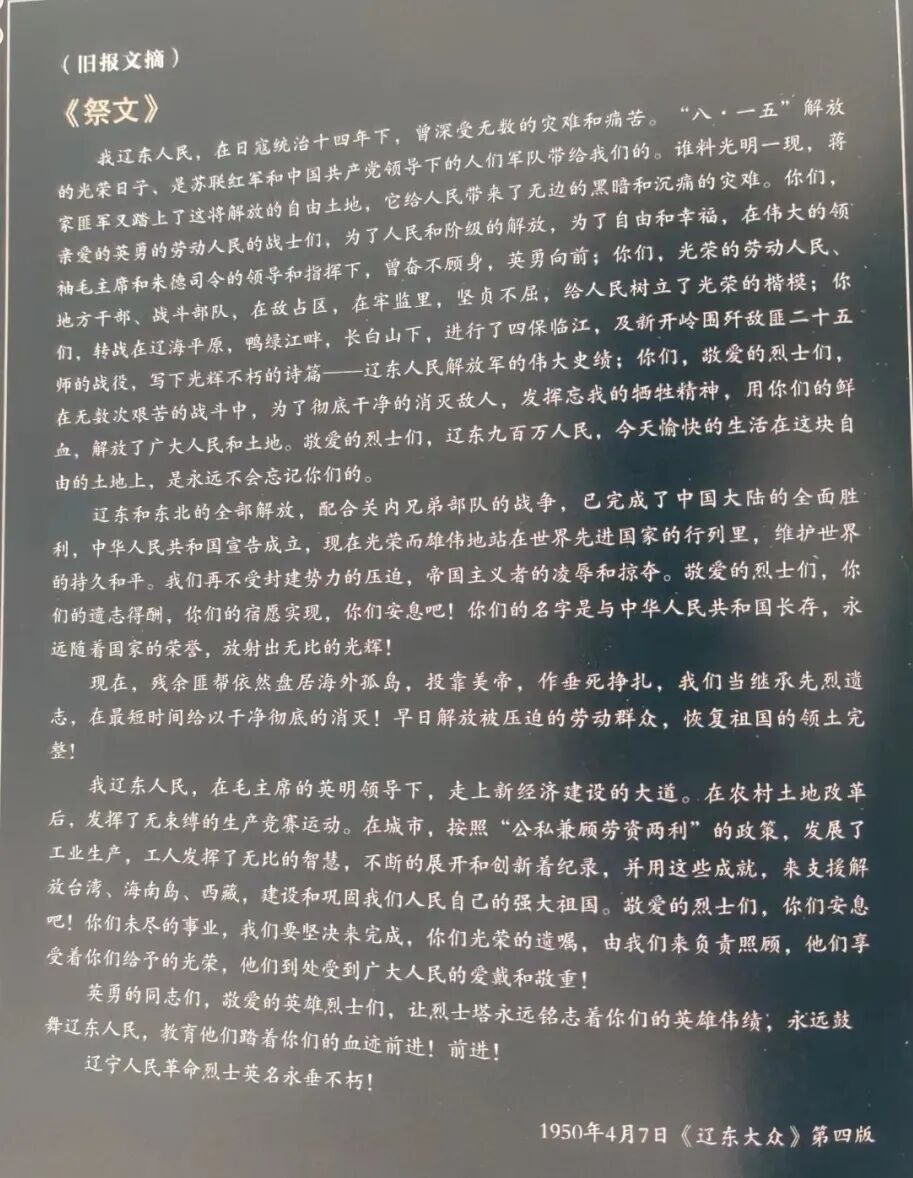 （旧报文摘）
《祭文》
我辽东人民，在日寇统治十四年下，曾深受无数的灾难和痛苦。“八·一五”解放
的光荣日子、是苏联红军和中国共产党领导下的人们军队带给我们的。谁料光明一现，蒋
家匪军又踏上了这将解放的自由土地，它给人民带来了无边的黑暗和沉痛的灾难。你们，
亲爱的英勇的劳动人民的战士们，为了人民和阶级的解放，为了自由和幸福，在伟大的领
袖毛主席和朱德司令的领导和指挥下，曾奋不顾身，英勇向前；你们，光荣的劳动人民、
地方干部、战斗部队，在敌占区，在牢监里，坚贞不屈，给人民树立了光荣的楷模；你
们，转战在辽海平原，鸭绿江畔，长白山下，进行了四保临江，及新开岭围歼敌匪二十五
师的战役，写下光辉不朽的诗篇——辽东人民解放军的伟大史绩；你们，敬爱的烈士们，
在无数次艰苦的战斗中，为了彻底干净的消灭敌人，发挥忘我的牺牲精神，用你们的鲜
血，解放了广大人民和土地。敬爱的烈士们，辽东九百万人民，今天愉快的生活在这块自
由的土地上，是永远不会忘记你们的。
辽东和东北的全部解放，配合关内兄弟部队的战争，已完成了中国大陆的全面胜
利，中华人民共和国宣告成立，现在光荣而雄伟地站在世界先进国家的行列里，维护世界
的持久和平。我们再不受封建势力的压迫，帝国主义者的凌辱和掠夺。敬爱的烈士们，你
们的遗志得酬，你们的宿愿实现，你们安息吧！你们的名字是与中华人民共和国长存，永
远随着国家的荣誉，放射出无比的光辉！
现在，残余匪帮依然盘居海外孤岛，投靠美帝，作垂死挣扎，我们当继承先烈遗
志，在最短时间给以干净彻底的消灭！早日解放被压迫的劳动群众，恢复祖国的领土完
整！
我辽东人民，在毛主席的英明领导下，走上新经济建设的大道。在农村土地改革
后，发挥了无束缚的生产竞赛运动。在城市，按照“公私兼顾劳资两利”的政策，发展了
工业生产，工人发挥了无比的智慧，不断的展开和创新着纪录，并用这些成就，来支援解
放台湾、海南岛、西藏，建设和巩固我们人民自己的强大祖国。敬爱的烈士们，你们安息
吧！你们未尽的事业，我们要坚决来完成，你们光荣的遗嘱，由我们来负责照顾，他们享
受着你们给予的光荣，他们到处受到广大人民的爱戴和敬重！
英勇的同志们，敬爱的英雄烈士们，让烈士塔永远铭志着你们的英雄伟绩；永远鼓
舞辽东人民，教育他们踏着你们的血迹前进！前进！
辽宁人民革命烈士英名永垂不朽！
1950年4月7日《辽东大众》第四版